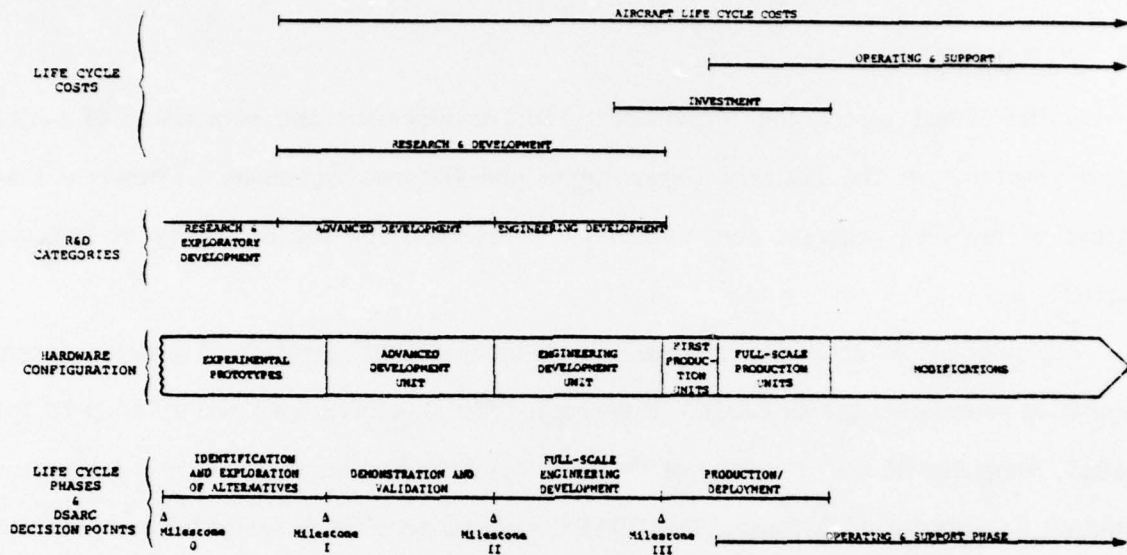 AIRCRAFT LIFE CYCLE COSTS
OPERATING & SUPPORT
LIFE CYCLE
COSTS
INVESTMENT
RESEARCH & DEVELOPMENT
R&D
CATEGORIES
RESEARCH &
EXPLORATORY
DEVELOPMENT
ADVANCED DEVELOPMENT
ENGINEERING DEVELOPMENT
HARDWARE
CONFIGURATION
EXPERIMENTAL
PROTOTYPES
ADVANCED
DEVELOPMENT
UNIT
ENGINEERING
DEVELOPMENT
UNIT
FIRST
PRODUC-
TION
UNITS
FULL-SCALE
PRODUCTION
UNITS
MODIFICATIONS
LIFE CYCLE
PHASES
&
DSARC
DECISION POINTS
IDENTIFICATION
AND EXPLORATION
OF ALTERNATIVES
DEMONSTRATION AND
VALIDATION
FULL-SCALE
ENGINEERING
DEVELOPMENT
PRODUCTION/
DEPLOYMENT
Milestone
0
Milestone
I
Milestone
II
Milestone
III
OPERATING & SUPPORT PHASE